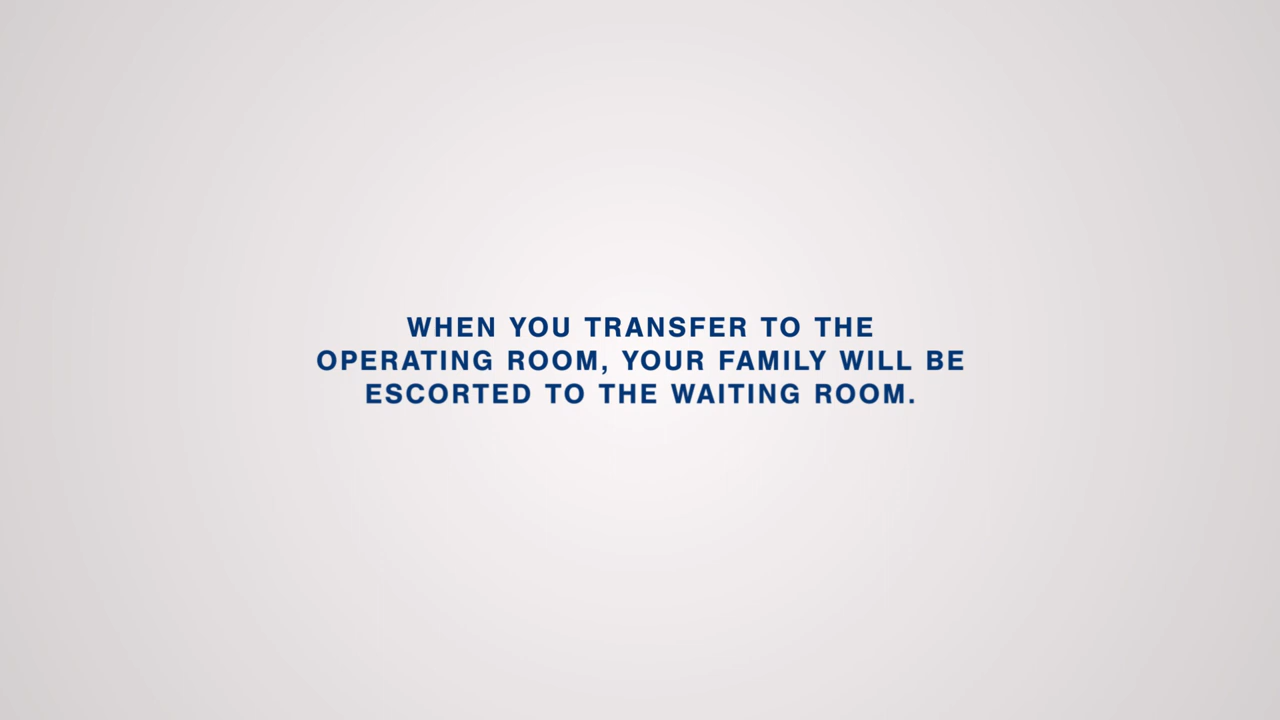 WHEN YOU TRANSFER TO THE
OPERATING ROOM, YOUR FAMILY WILL BE
ESCORTED TO THE WAITING ROOM.